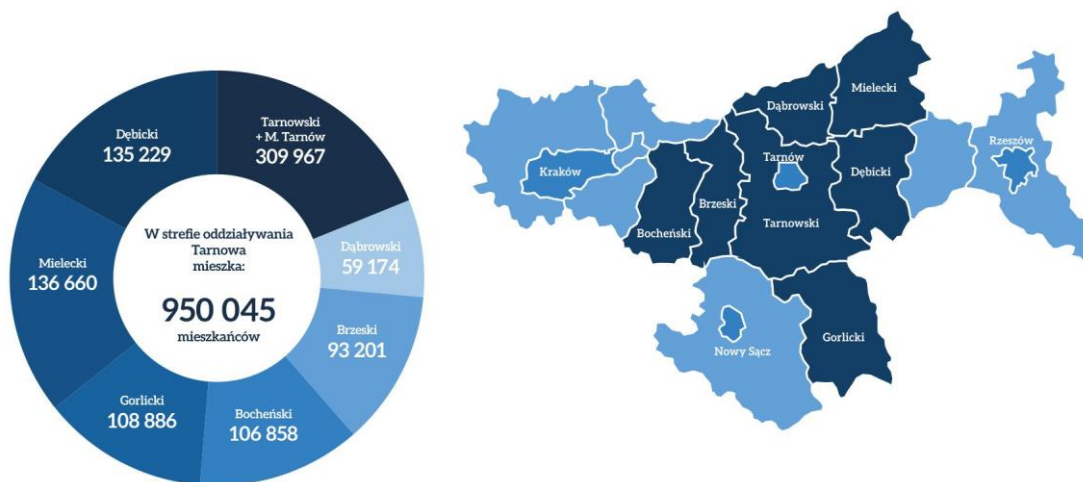 Tarnowski
+ M. Tarnów
309 967
Dębicki
135 229
Dąbrowski
59 174
Mielecki
136 660
Brzeski
93 201
Gorlicki
108 886
Bocheński
106 858
W strefie oddziaływania
Tarnowa
mieszka:
950 045
mieszkańców
Mielecki
Dąbrowski
Rzeszów
Kraków
Tarnów
Dębicki
Brzeski
Bocheński
Tarnowski
Gorlicki
Nowy Sącz